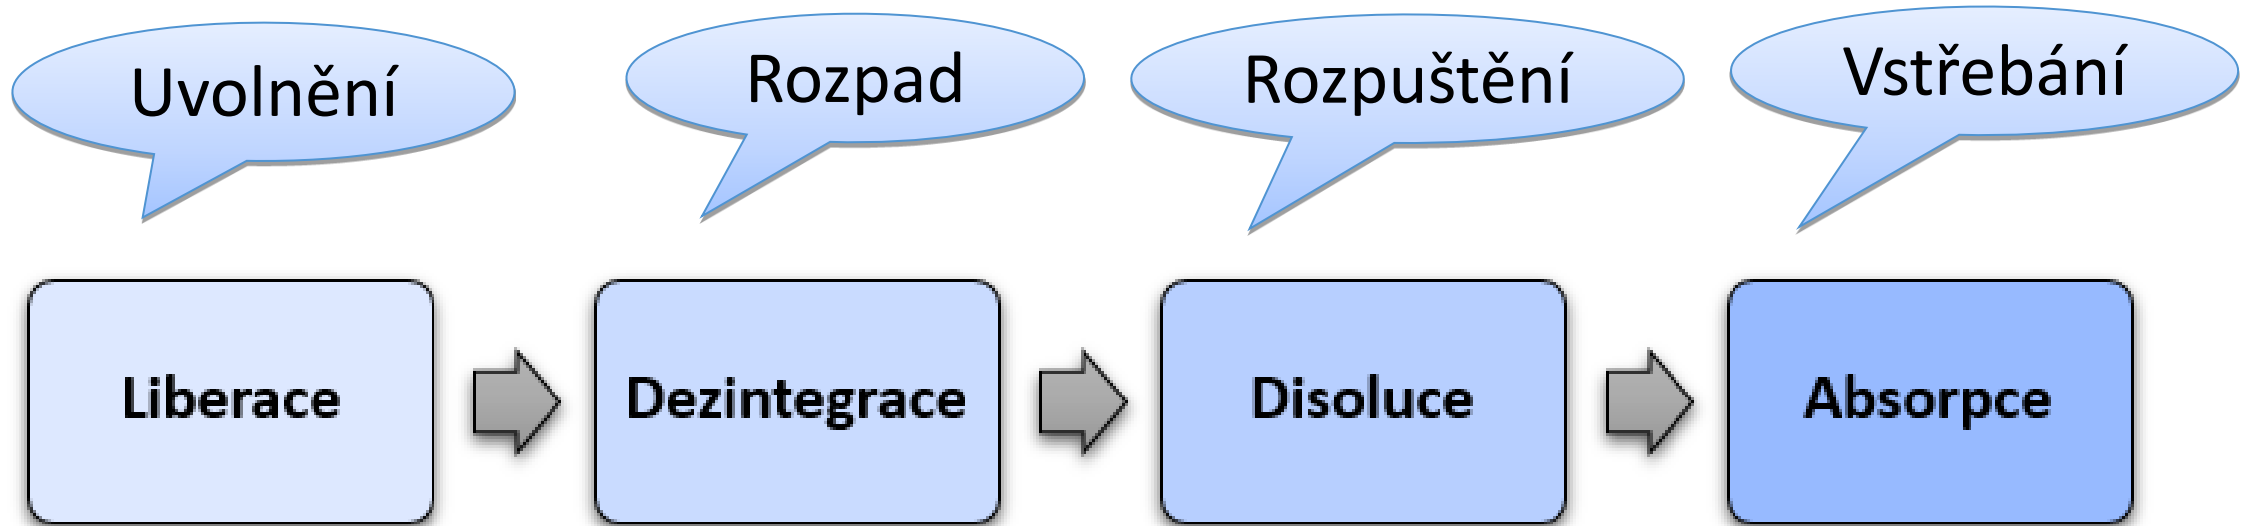 Uvolnění
Rozpad
Rozpuštění
Vstřebání
Liberace
Dezintegrace
Disoluce
Absorpce